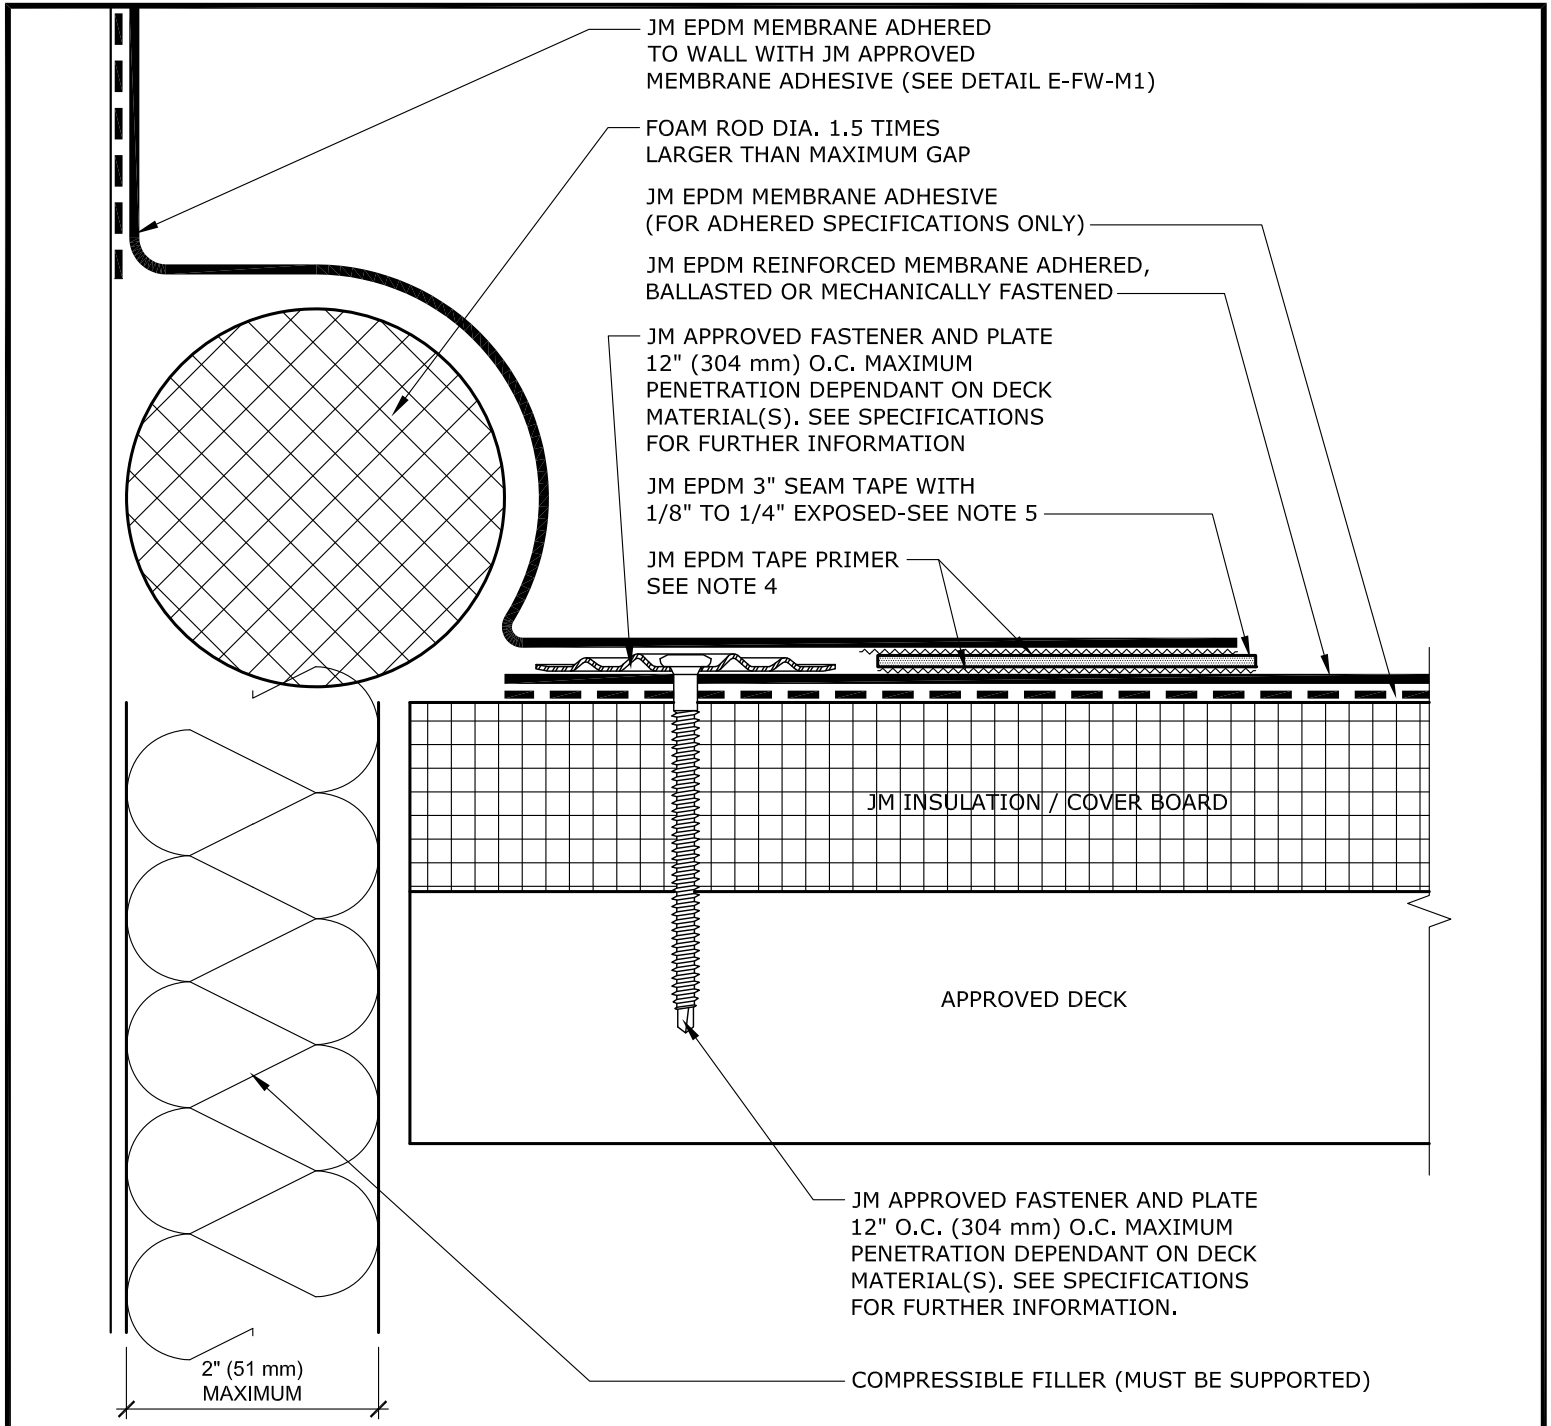 JM EPDM MEMBRANE ADHERED
TO WALL WITH JM APPROVED
MEMBRANE ADHESIVE (SEE DETAIL E-FW-M1)
FOAM ROD DIA. 1.5 TIMES
LARGER THAN MAXIMUM GAP
JM EPDM MEMBRANE ADHESIVE
(FOR ADHERED SPECIFICATIONS ONLY)
JM EPDM REINFORCED MEMBRANE ADHERED,
BALLASTED OR MECHANICALLY FASTENED
JM APPROVED FASTENER AND PLATE
12" (304 mm) O.C. MAXIMUM
PENETRATION DEPENDANT ON DECK
MATERIAL(S). SEE SPECIFICATIONS
FOR FURTHER INFORMATION
JM EPDM 3" SEAM TAPE WITH
1/8" TO 1/4" EXPOSED-SEE NOTE 5
JM EPDM TAPE PRIMER
SEE NOTE 4
JM INSULATION / COVER BOARD
APPROVED DECK
JM APPROVED FASTENER AND PLATE
12" O.C. (304 mm) O.C. MAXIMUM
PENETRATION DEPENDANT ON DECK
MATERIAL(S). SEE SPECIFICATIONS
FOR FURTHER INFORMATION.
COMPRESSIBLE FILLER (MUST BE SUPPORTED)
2" (51 mm)
MAXIMUM